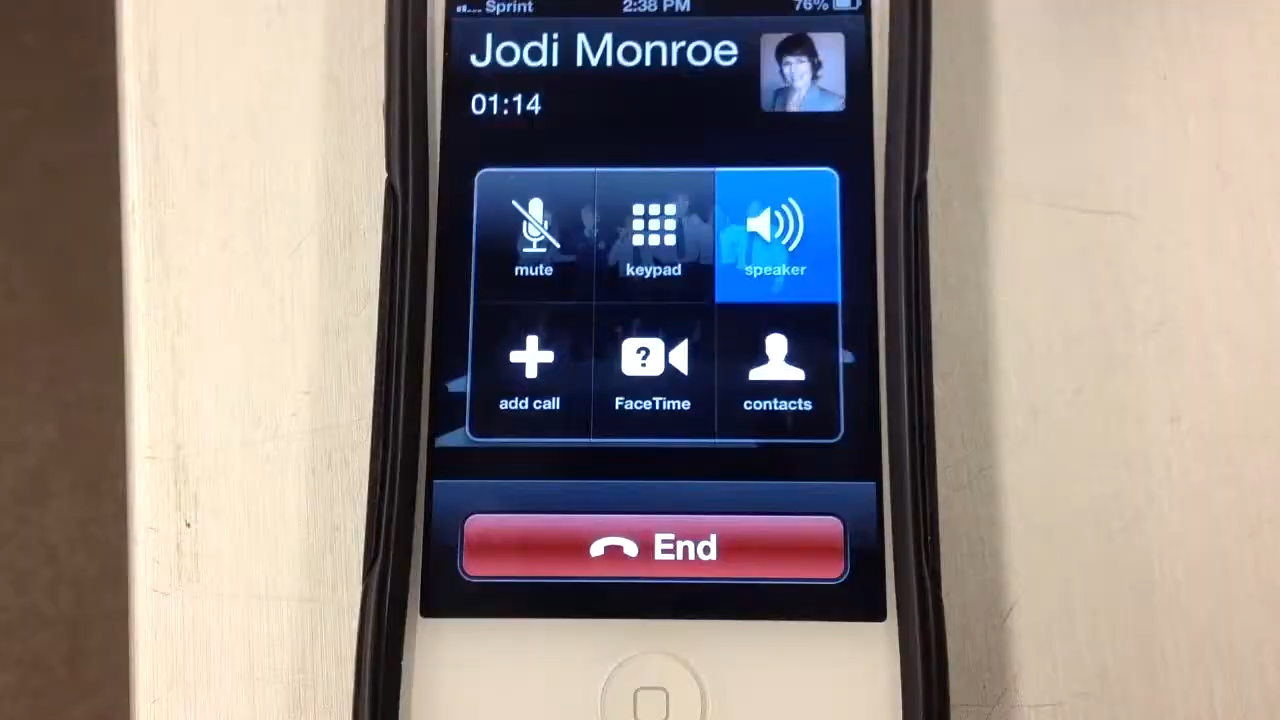 Sprint 2:38 PM 76%
Jodi Monroe
01:14
mute keypad speaker
?
add call FaceTime contacts
End